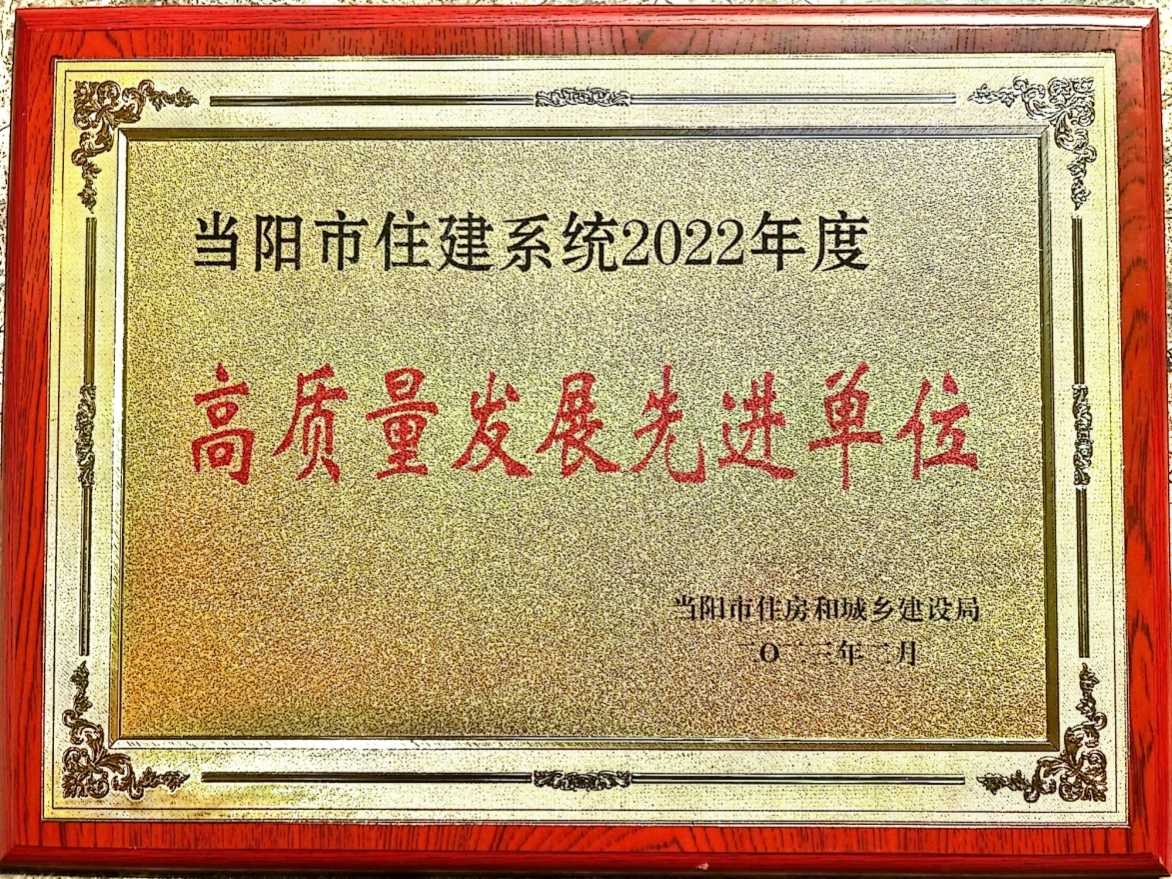 当阳市住建系统2022年度
高质量发展先进单位
当阳市住房和城乡建设局
二〇二三年二月